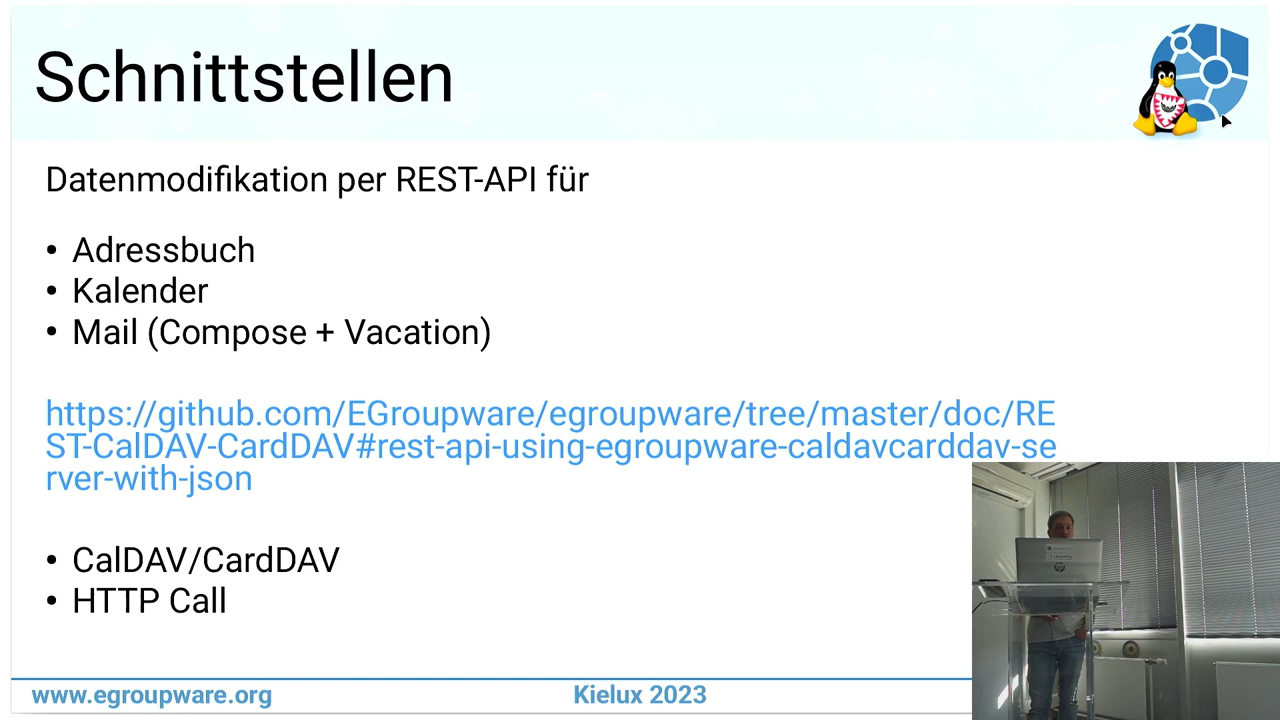 Schnittstellen
Datenmodifikation per REST-API für
• Adressbuch
• Kalender
• Mail (Compose + Vacation)
https://github.com/EGroupware/egroupware/tree/master/doc/RE
ST-CalDAV-CardDAV#rest-api-using-egroupware-caldavcarddav-se
rver-with-json
• CalDAV/CardDAV
• HTTP Call
www.egroupware.org
Kielux 2023